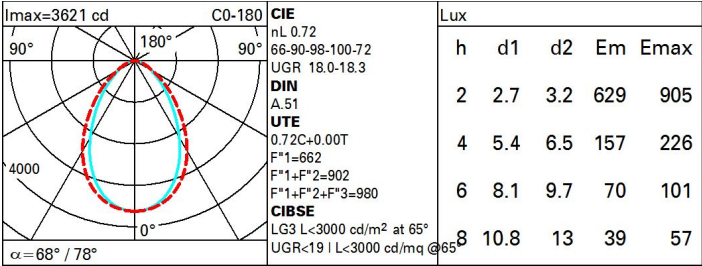 Imax=3621 cd C0-180
90° 180° 90°
4000
0°
α=68° / 78°
CIE
nL 0.72
66-90-98-100-72
UGR 18.0-18.3
DIN
A.51
UTE
0.72C+0.00T
F"1=662
F"1+F"2=902
F"1+F"2+F"3=980
CIBSE
LG3 L<3000 cd/m² at 65°
UGR<19 | L<3000 cd/mq @65°
Lux
h d1 d2 Em Emax
2 2.7 3.2 629 905
4 5.4 6.5 157 226
6 8.1 9.7 70 101
8 10.8 13 39 57